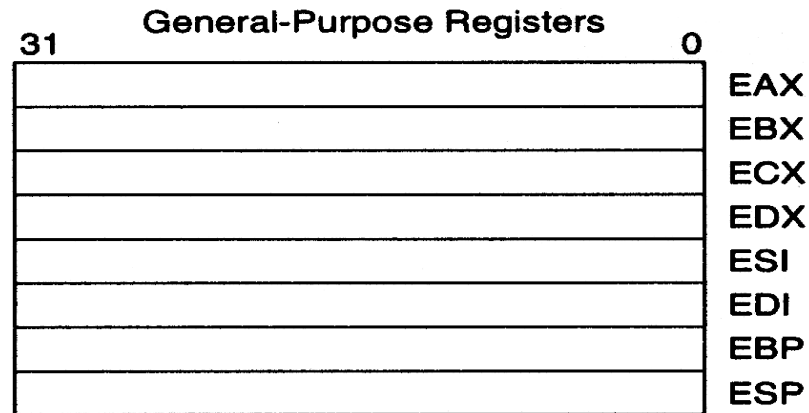 General-Purpose Registers
31 0
EAX
EBX
ECX
EDX
ESI
EDI
EBP
ESP